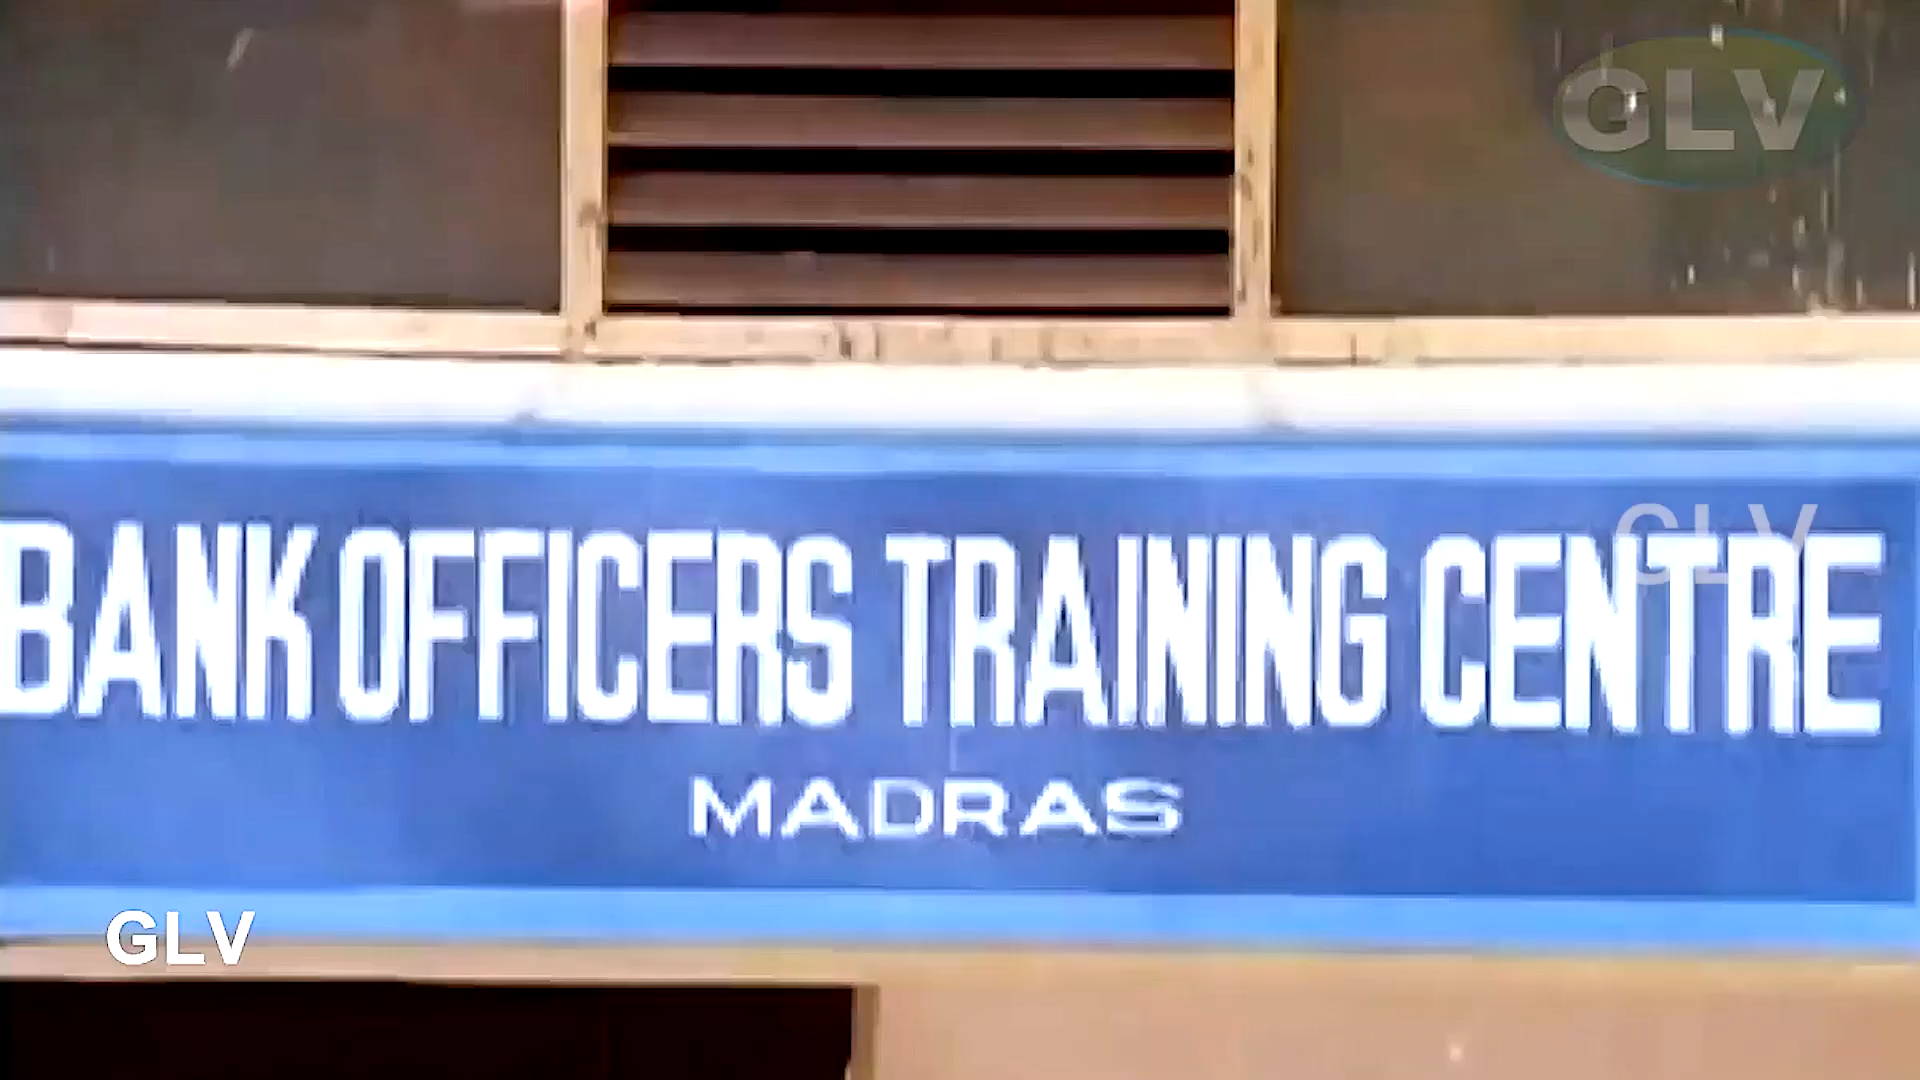 GLV
GLV
BANK OFFICERS TRAINING CENTRE
MADRAS
GLV